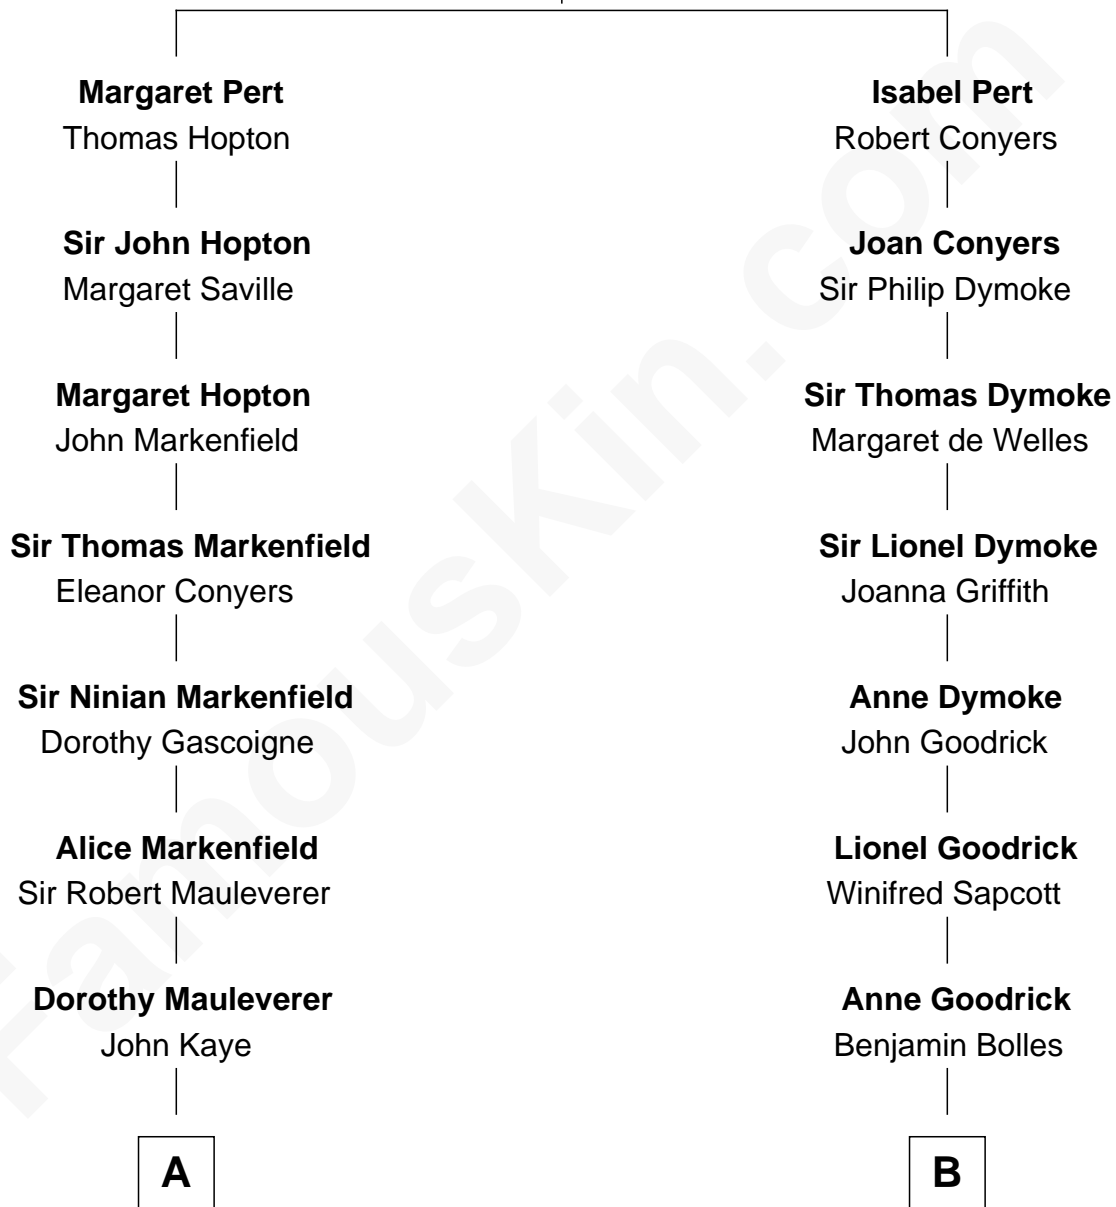 Margaret Pert
Thomas Hopton
Sir John Hopton
Margaret Saville
Margaret Hopton
John Markenfield
Sir Thomas Markenfield
Eleanor Conyers
Sir Ninian Markenfield
Dorothy Gascoigne
Alice Markenfield
Sir Robert Mauleverer
Dorothy Mauleverer
John Kaye
A
Isabel Pert
Robert Conyers
Joan Conyers
Sir Philip Dymoke
Sir Thomas Dymoke
Margaret de Welles
Sir Lionel Dymoke
Joanna Griffith
Anne Dymoke
John Goodrick
Lionel Goodrick
Winifred Sapcott
Anne Goodrick
Benjamin Bolles
B
FamousKin.com